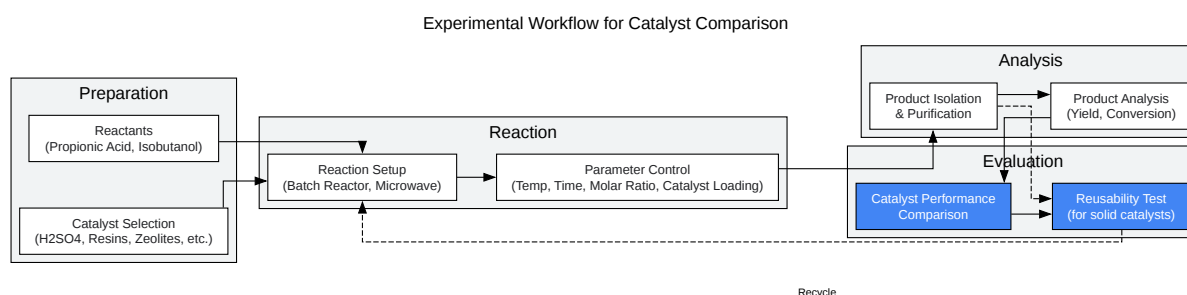 Experimental Workflow for Catalyst Comparison
Preparation
Reactants
(Propionic Acid, Isobutanol)
Catalyst Selection
(H2SO4, Resins, Zeolites, etc.)
Reaction
Reaction Setup
(Batch Reactor, Microwave)
Parameter Control
(Temp, Time, Molar Ratio, Catalyst Loading)
Analysis
Product Isolation
& Purification
Product Analysis
(Yield, Conversion)
Evaluation
Catalyst Performance
Comparison
Reusability Test
(for solid catalysts)
Recycle